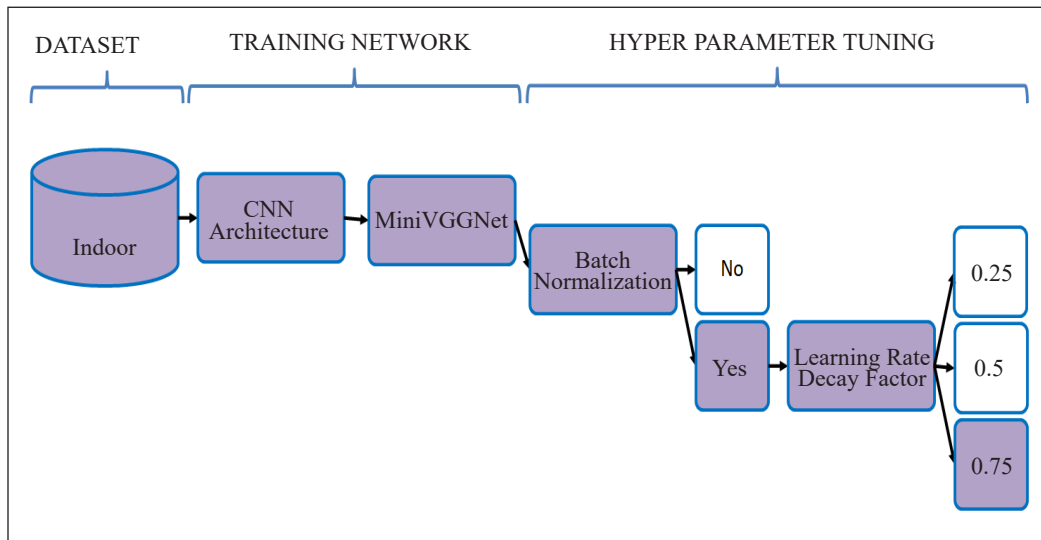 DATASET
TRAINING NETWORK
HYPER PARAMETER TUNING
Indoor
CNN
Architecture
MiniVGGNet
Batch
Normalization
No
Yes
Learning Rate
Decay Factor
0.25
0.5
0.75